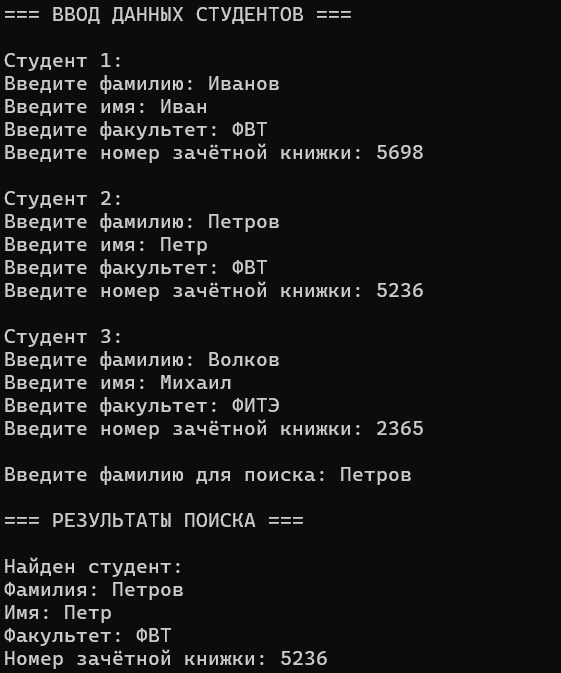 === ВВОД ДАННЫХ СТУДЕНТОВ ===
Студент 1:
Введите фамилию: Иванов
Введите имя: Иван
Введите факультет: ФВТ
Введите номер зачётной книжки: 5698
Студент 2:
Введите фамилию: Петров
Введите имя: Петр
Введите факультет: ФВТ
Введите номер зачётной книжки: 5236
Студент 3:
Введите фамилию: Волков
Введите имя: Михаил
Введите факультет: ФИТЭ
Введите номер зачётной книжки: 2365
Введите фамилию для поиска: Петров
=== РЕЗУЛЬТАТЫ ПОИСКА ===
Найден студент:
Фамилия: Петров
Имя: Петр
Факультет: ФВТ
Номер зачётной книжки: 5236